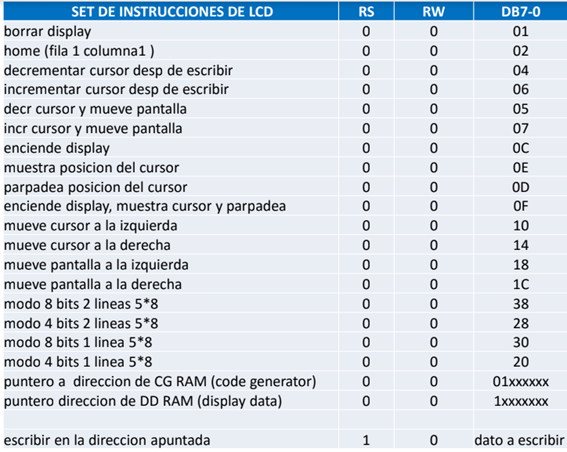 SET DE INSTRUCCIONES DE LCD RS RW DB7-0
borrar display 0 0 01
home (fila 1 columna1 ) 0 0 02
decrementar cursor desp de escribir 0 0 04
incrementar cursor desp de escribir 0 0 06
decr cursor y mueve pantalla 0 0 05
incr cursor y mueve pantalla 0 0 07
enciende display 0 0 0C
muestra posicion del cursor 0 0 0E
parpadea posicion del cursor 0 0 0D
enciende display, muestra cursor y parpadea 0 0 0F
mueve cursor a la izquierda 0 0 10
mueve cursor a la derecha 0 0 14
mueve pantalla a la izquierda 0 0 18
mueve pantalla a la derecha 0 0 1C
modo 8 bits 2 lineas 5*8 0 0 38
modo 4 bits 2 lineas 5*8 0 0 28
modo 8 bits 1 linea 5*8 0 0 30
modo 4 bits 1 linea 5*8 0 0 20
puntero a direccion de CG RAM (code generator) 0 0 01xxxxxx
puntero direccion de DD RAM (display data) 0 0 1xxxxxxx
escribir en la direccion apuntada 1 0 dato a escribir